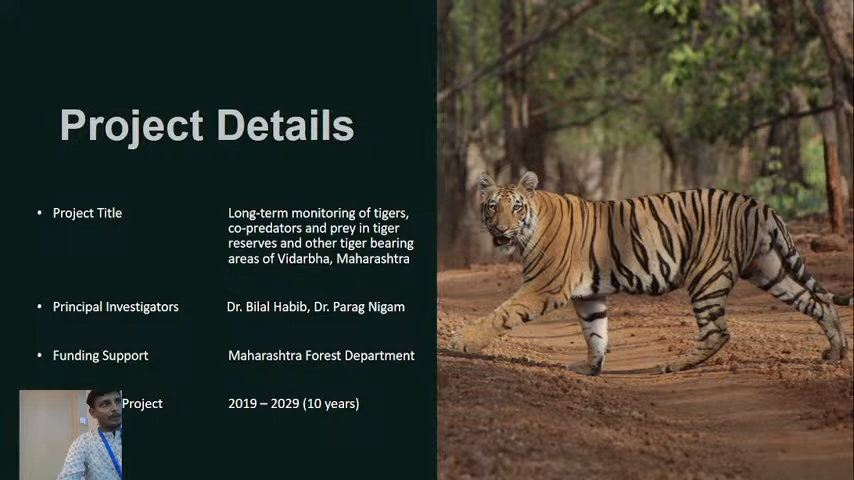 Project Details
• Project Title
Long-term monitoring of tigers,
co-predators and prey in tiger
reserves and other tiger bearing
areas of Vidarbha, Maharashtra
• Principal Investigators
Dr. Bilal Habib, Dr. Parag Nigam
• Funding Support
Maharashtra Forest Department
Project
2019 – 2029 (10 years)